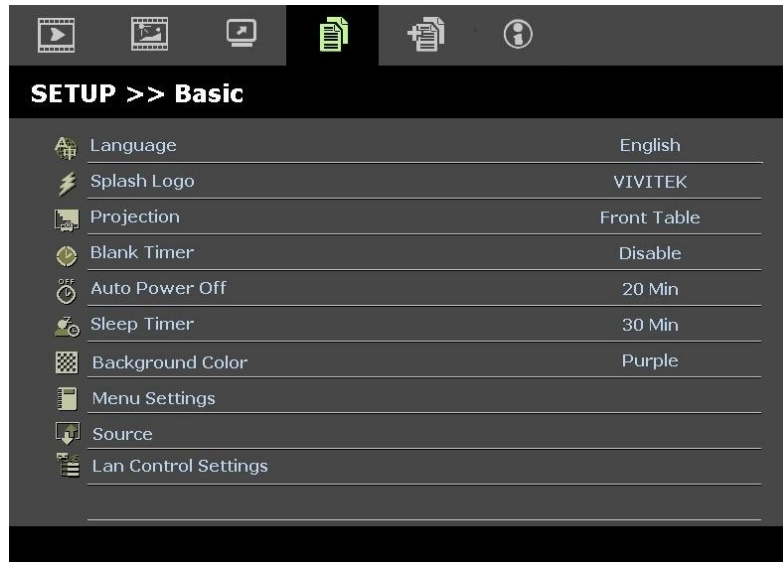 SETUP >> Basic
Language English
Splash Logo VIVITEK
Projection Front Table
Blank Timer Disable
OFF
Auto Power Off 20 Min
Sleep Timer 30 Min
Background Color Purple
Menu Settings
Source
Lan Control Settings